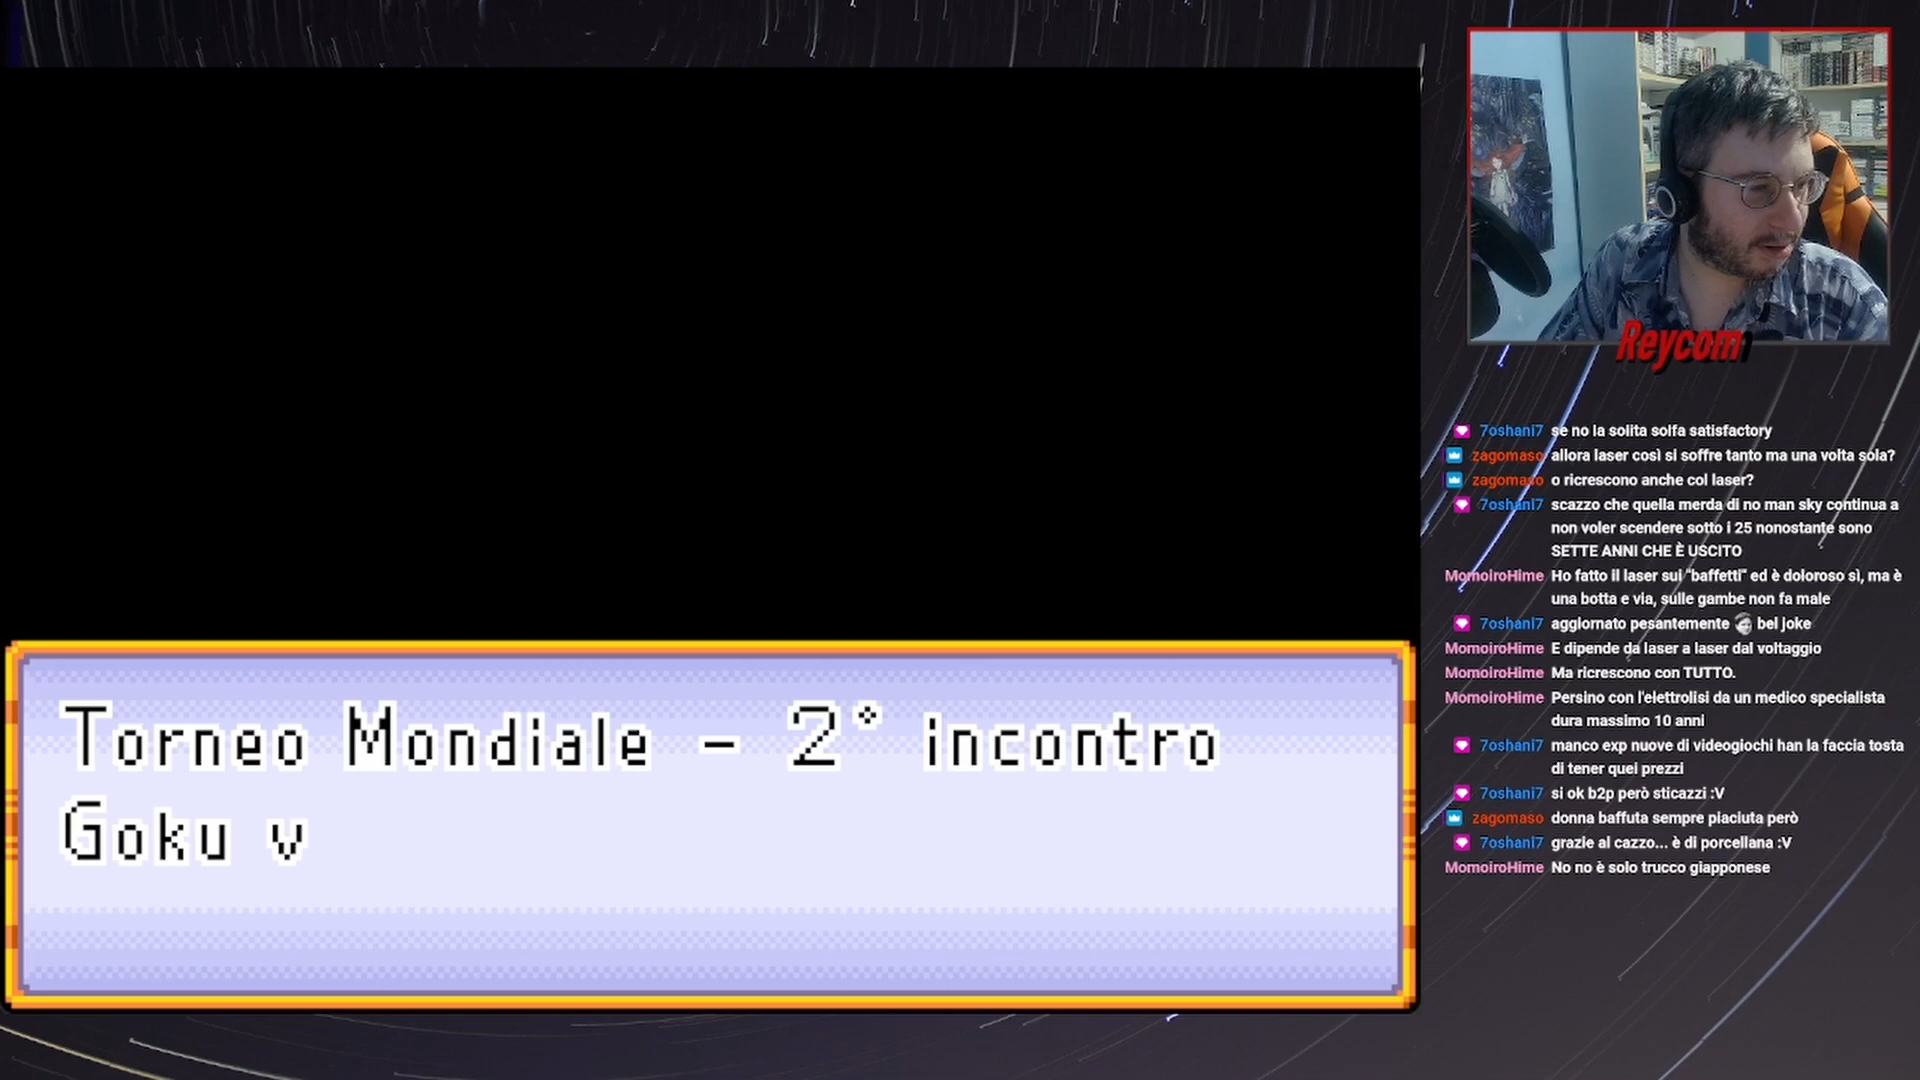 Torneo Mondiale - 2° incontro
Goku v
Reycom
7oshani7 se no la solita solfa satisfactory
zagomaso allora laser così si soffre tanto ma una volta sola?
zagomaso o ricrescono anche col laser?
7oshani7 scazzo che quella merda di no man sky continua a
non voler scendere sotto i 25 nonostante sono
SETTE ANNI CHE È USCITO
MomoiroHime Ho fatto il laser sui "baffetti" ed è doloroso sì, ma è
una botta e via, sulle gambe non fa male
7oshani7 aggiornato pesantemente bel joke
MomoiroHime E dipende da laser a laser dal voltaggio
MomoiroHime Ma ricrescono con TUTTO.
MomoiroHime Persino con l'elettrolisi da un medico specialista
dura massimo 10 anni
7oshani7 manco exp nuove di videogiochi han la faccia tosta
di tener quei prezzi
7oshani7 si ok b2p però sticazzi :V
zagomaso donna baffuta sempre piaciuta però
7oshani7 grazie al cazzo... è di porcellana :V
MomoiroHime No no è solo trucco giapponese